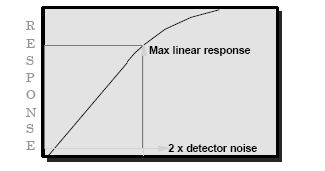 RESPONSE
Max linear response
2 x detector noise